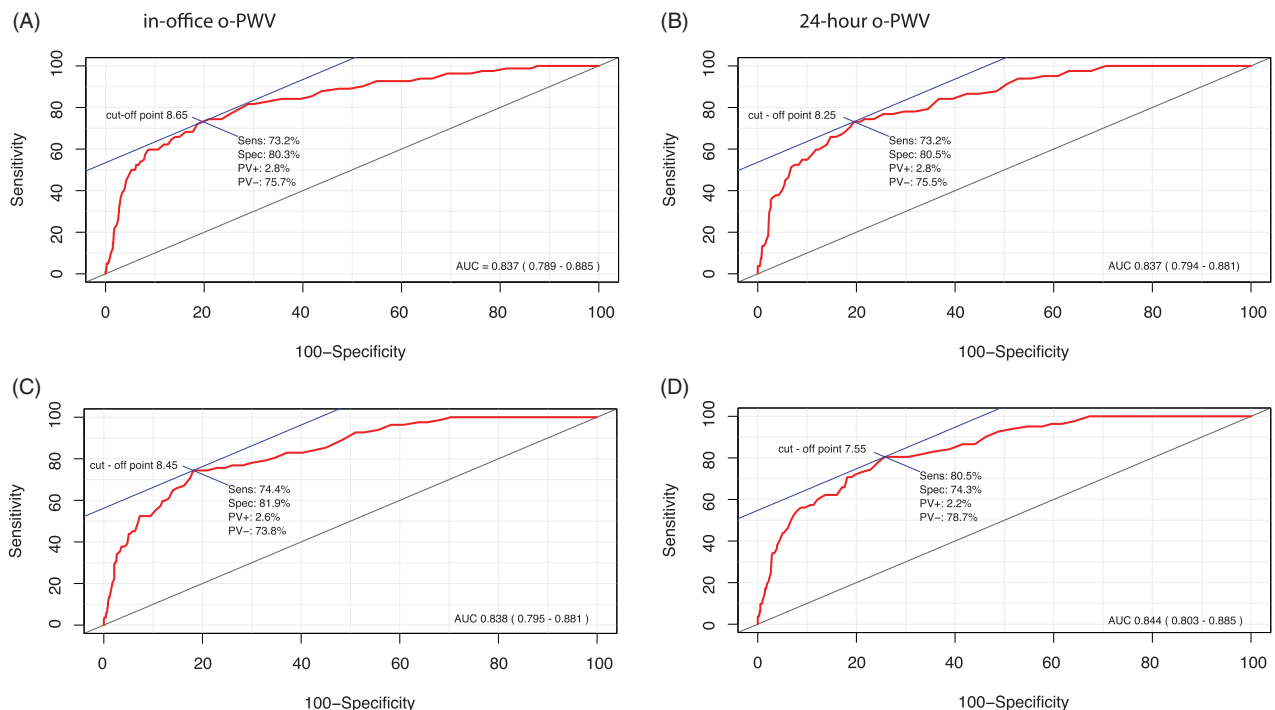 (A)
in-office o-PWV
100
80
60
40
20
0
Sensitivity
cut-off point 8.65
Sens: 73.2%
Spec: 80.3%
PV+: 2.8%
PV−: 75.7%
AUC = 0.837 ( 0.789 - 0.885 )
0 20 40 60 80 100
100−Specificity
(B)
24-hour o-PWV
100
80
60
40
20
0
Sensitivity
cut - off point 8.25
Sens: 73.2%
Spec: 80.5%
PV+: 2.8%
PV−: 75.5%
AUC 0.837 ( 0.794 - 0.881)
0 20 40 60 80 100
100−Specificity
(C)
100
80
60
40
20
0
Sensitivity
cut - off point 8.45
Sens: 74.4%
Spec: 81.9%
PV+: 2.6%
PV−: 73.8%
AUC 0.838 ( 0.795 - 0.881 )
0 20 40 60 80 100
100−Specificity
(D)
100
80
60
40
20
0
Sensitivity
cut - off point 7.55
Sens: 80.5%
Spec: 74.3%
PV+: 2.2%
PV−: 78.7%
AUC 0.844 ( 0.803 - 0.885 )
0 20 40 60 80 100
100−Specificity